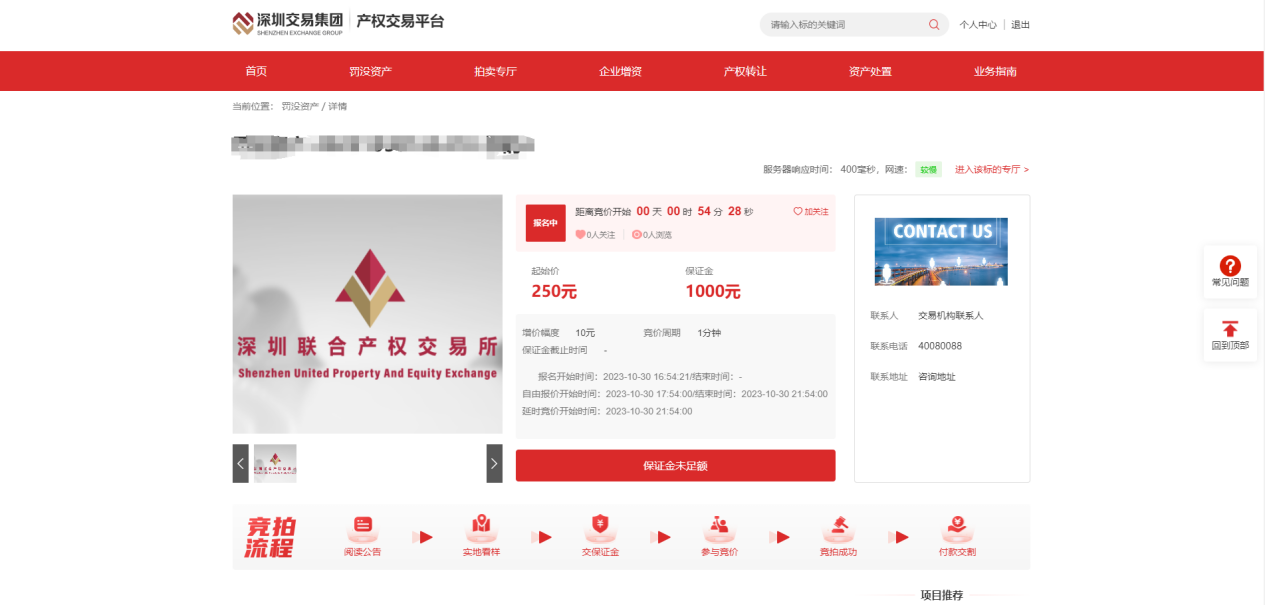 深圳交易集团 产权交易平台
SHENZHEN EXCHANGE GROUP
请输入标的关键词
个人中心 | 退出
首页 罚没资产 拍卖专厅 企业增资 产权转让 资产处置 业务指南
当前位置： 罚没资产 / 详情
服务器响应时间： 400毫秒，网速： 较慢 进入该标的专厅 >
深圳联合产权交易所
Shenzhen United Property And Equity Exchange
报名中
距离竞价开始 00 天 00 时 54 分 28 秒
加关注
0人关注 0人浏览
起始价 保证金
250元 1000元
增价幅度 10元 竞价周期 1分钟
保证金截止时间 -
报名开始时间：2023-10-30 16:54:21/结束时间：-
自由报价开始时间：2023-10-30 17:54:00/结束时间：2023-10-30 21:54:00
延时竞价开始时间：2023-10-30 21:54:00
保证金未足额
CONTACT US
联系人 交易机构联系人
联系电话 40080088
联系地址 咨询地址
常见问题
回到顶部
竞拍流程
阅读公告 实地看样 交保证金 参与竞价 竞拍成功 付款交割
项目推荐